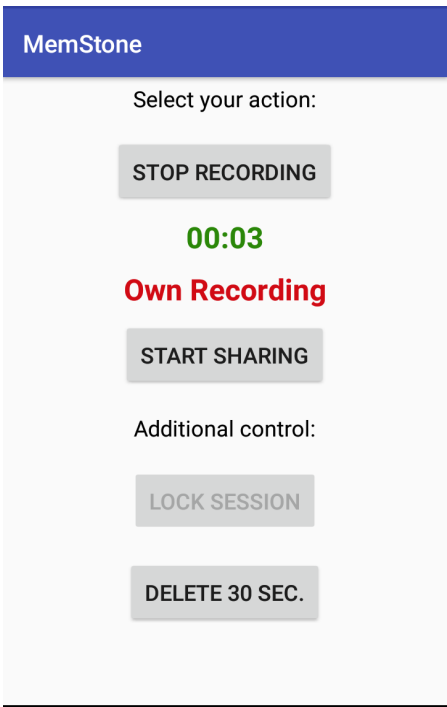 MemStone
Select your action:
STOP RECORDING
00:03
Own Recording
START SHARING
Additional control:
LOCK SESSION
DELETE 30 SEC.